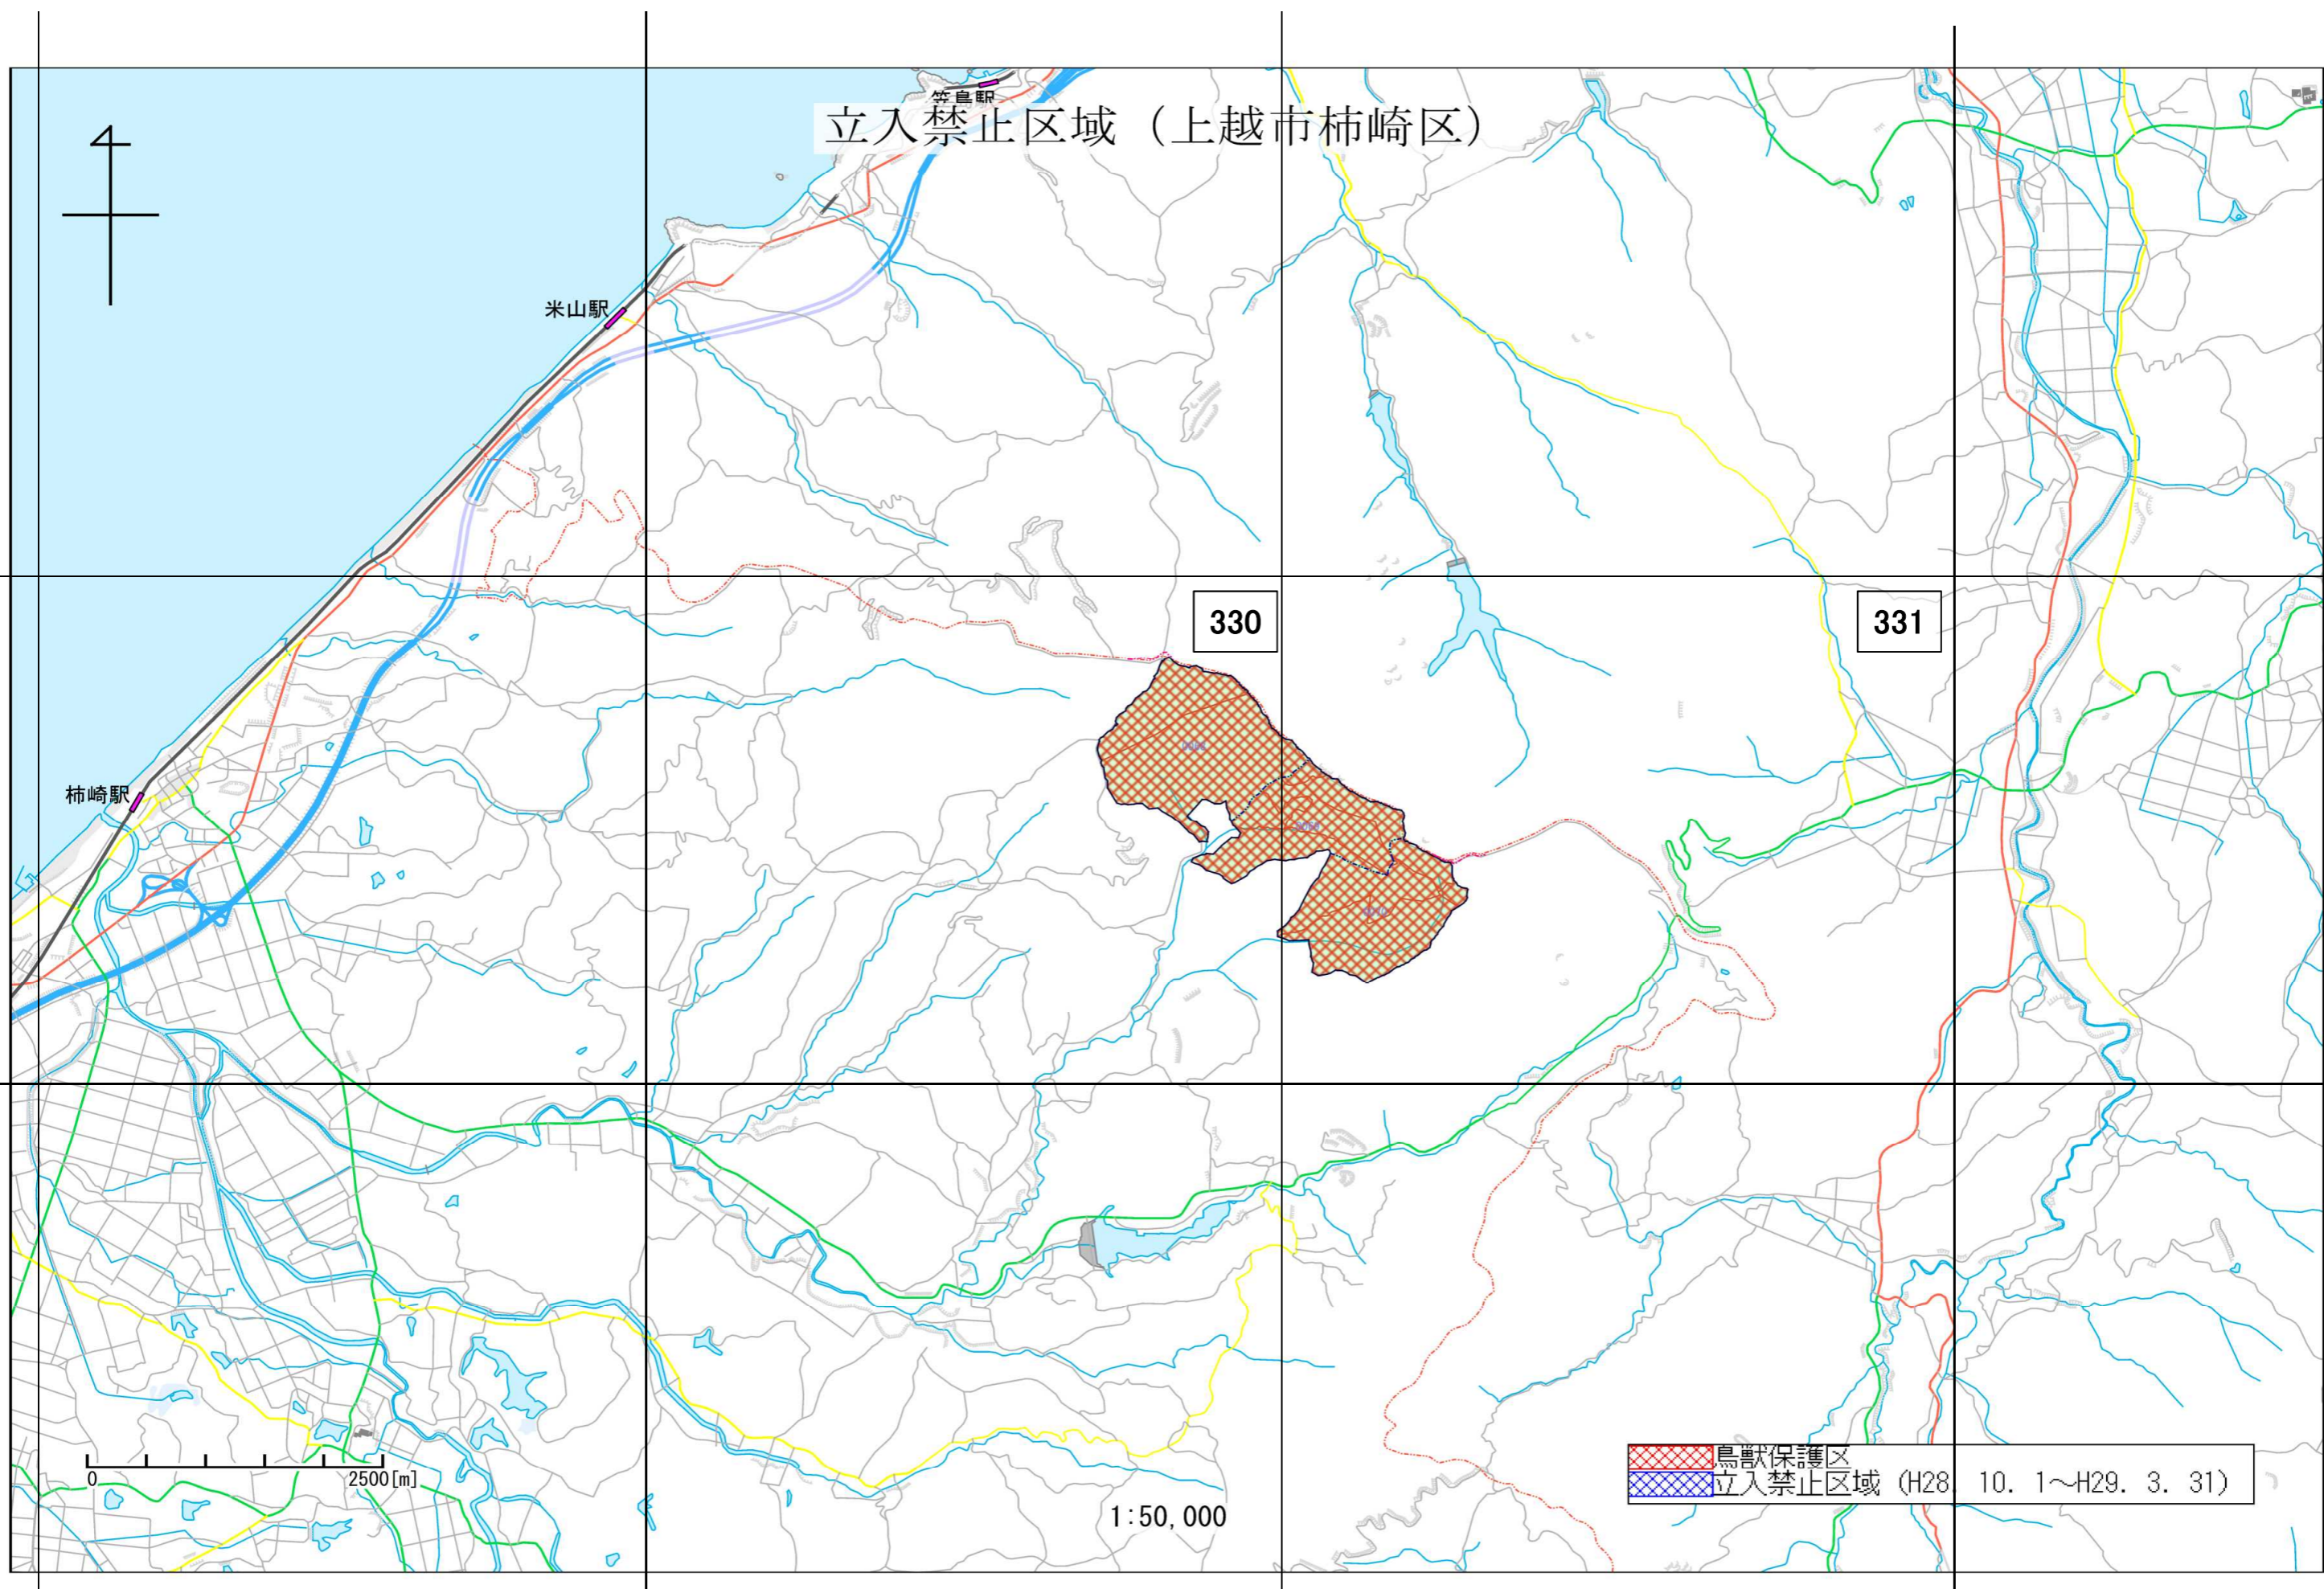 笠島駅
立入禁止区域（上越市柿崎区）
米山駅
330
331
柿崎駅
0
2500[m]
1:50,000
鳥獣保護区
立入禁止区域（H28. 10. 1～H29. 3. 31）